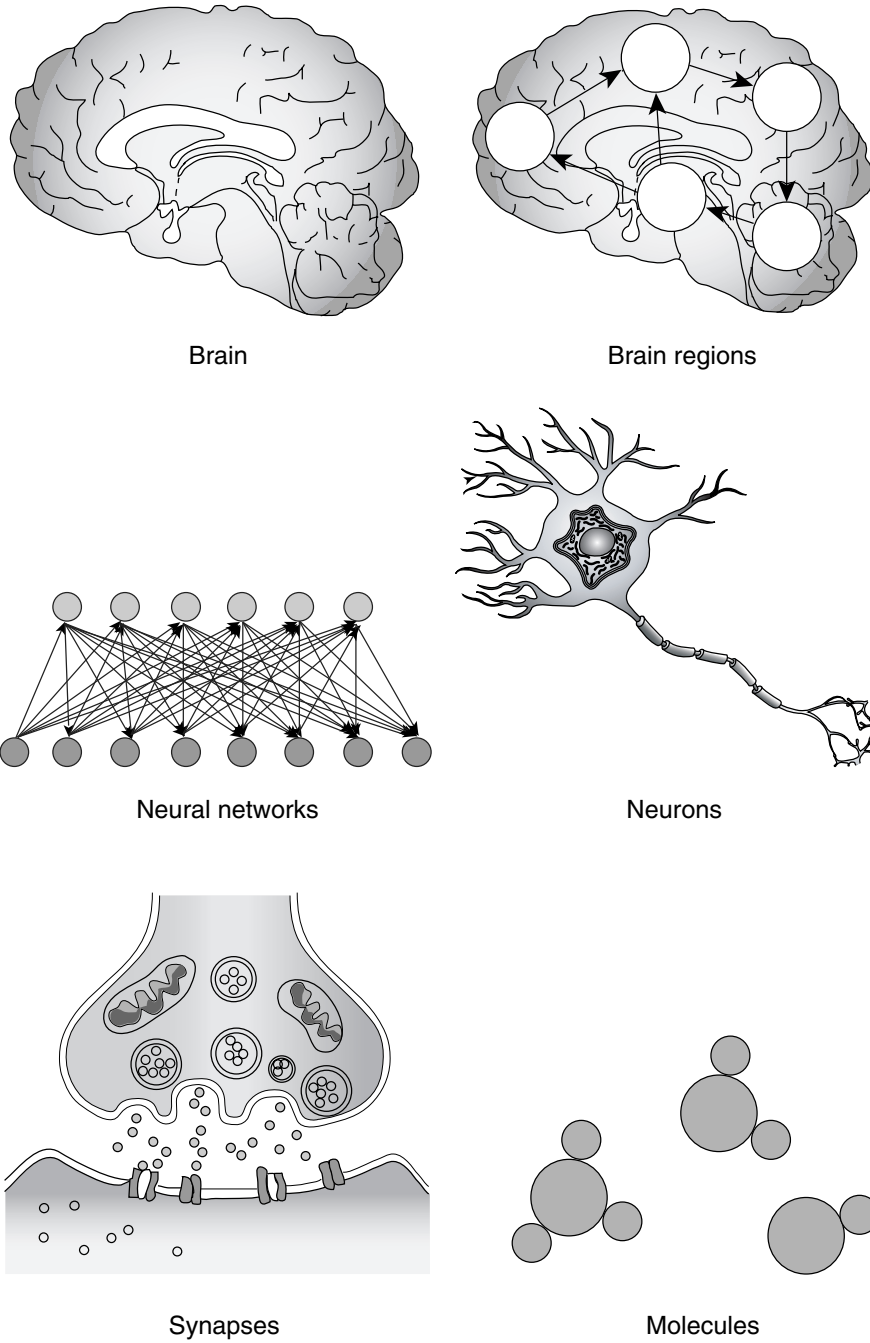 Brain
Brain regions
Neural networks
Neurons
Synapses
Molecules